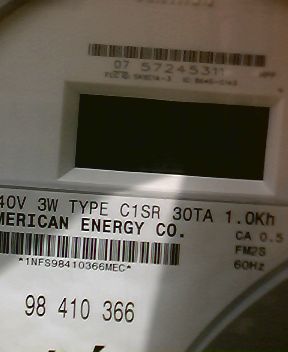 07 57245311
40V 3W TYPE C1SR 30TA 1.0Kh
MERICAN ENERGY CO.
CA 0.5
FM2S
*1NFS98410366MEC*
60Hz
98 410 366